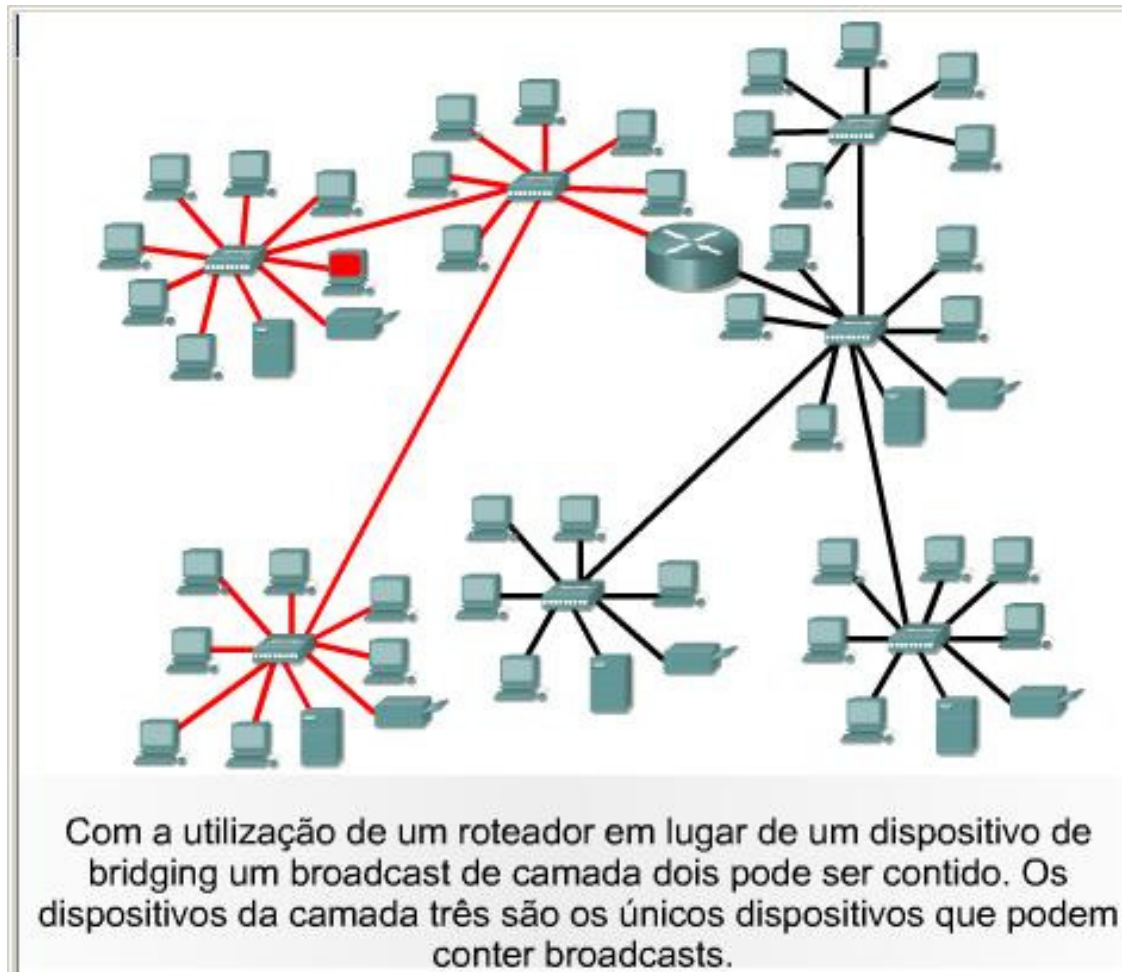 Com a utilização de um roteador em lugar de um dispositivo de
bridging um broadcast de camada dois pode ser contido. Os
dispositivos da camada três são os únicos dispositivos que podem
conter broadcasts.